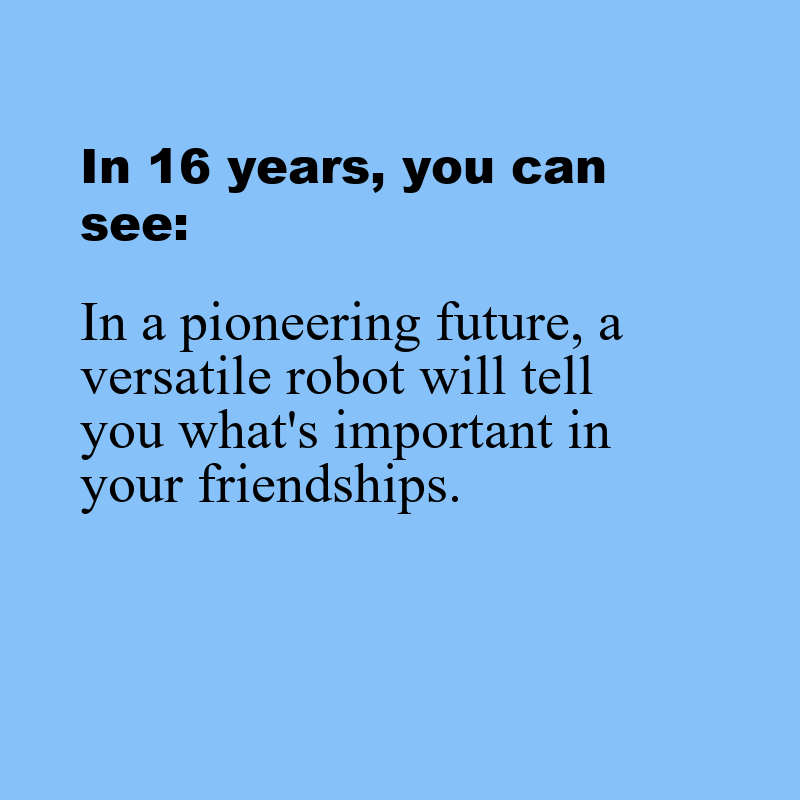 In 16 years, you can
see:
In a pioneering future, a
versatile robot will tell
you what's important in
your friendships.